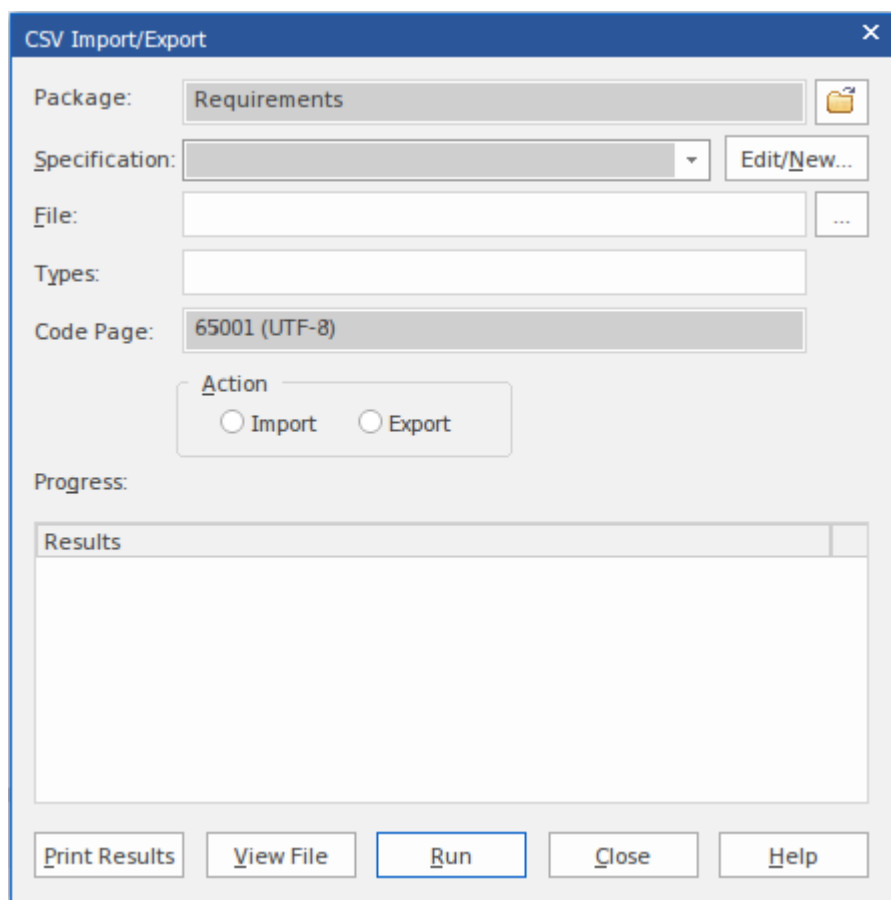 CSV Import/Export
Package: Requirements
Specification: Edit/New...
File: ...
Types:
Code Page: 65001 (UTF-8)
Action
Import Export
Progress:
Results
Print Results View File Run Close Help